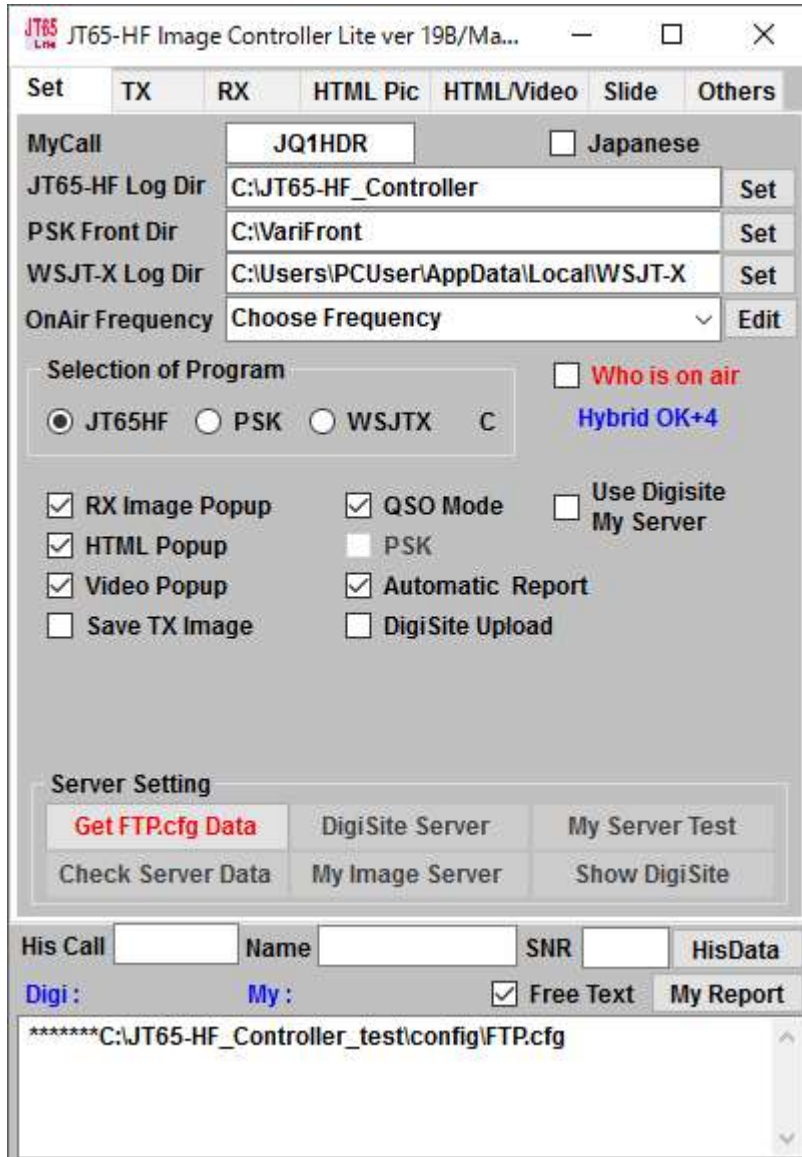 JT65 Lite JT65-HF Image Controller Lite ver 19B/Ma...
Set TX RX HTML Pic HTML/Video Slide Others
MyCall JQ1HDR Japanese
JT65-HF Log Dir C:\JT65-HF_Controller Set
PSK Front Dir C:\VariFront Set
WSJT-X Log Dir C:\Users\PCUser\AppData\Local\WSJT-X Set
OnAir Frequency Choose Frequency Edit
Selection of Program Who is on air
JT65HF PSK WSJTX C Hybrid OK+4
RX Image Popup QSO Mode Use Digisite
My Server
HTML Popup PSK
Video Popup Automatic Report
Save TX Image DigiSite Upload
Server Setting
Get FTP.cfg Data DigiSite Server My Server Test
Check Server Data My Image Server Show DigiSite
His Call Name SNR HisData
Digi : My : Free Text My Report
*******C:\JT65-HF_Controller_test\config\FTP.cfg